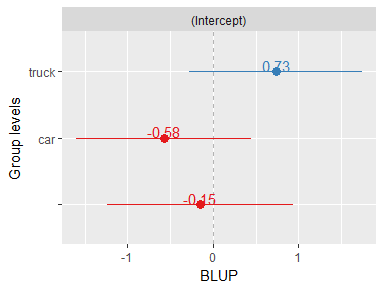 (Intercept)
truck
0.73
car
-0.58
-0.15
Group levels
-1
0
1
BLUP